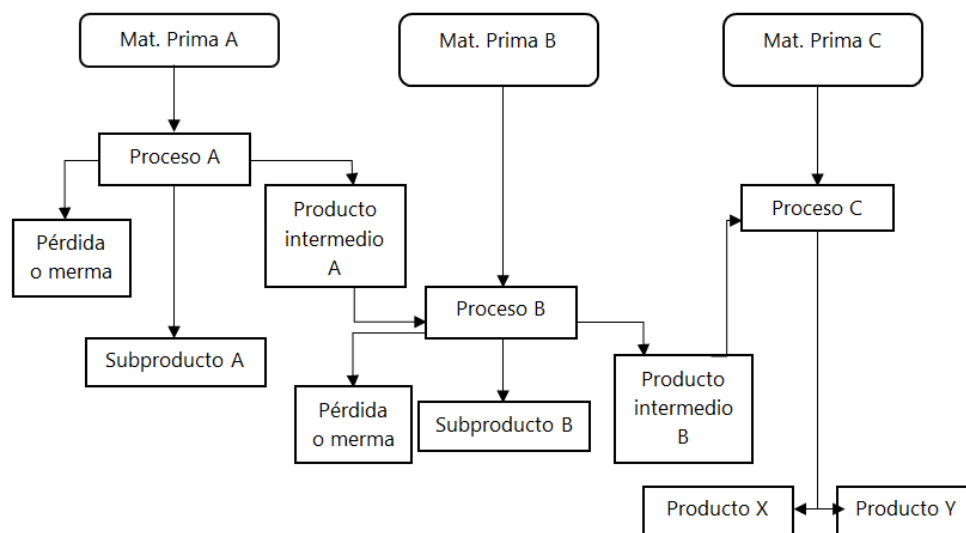 Mat. Prima A
Mat. Prima B
Mat. Prima C
Proceso A
Producto
intermedio
A
Proceso C
Pérdida
o merma
Proceso B
Subproducto A
Pérdida
o merma
Subproducto B
Producto
intermedio
B
Producto X
Producto Y